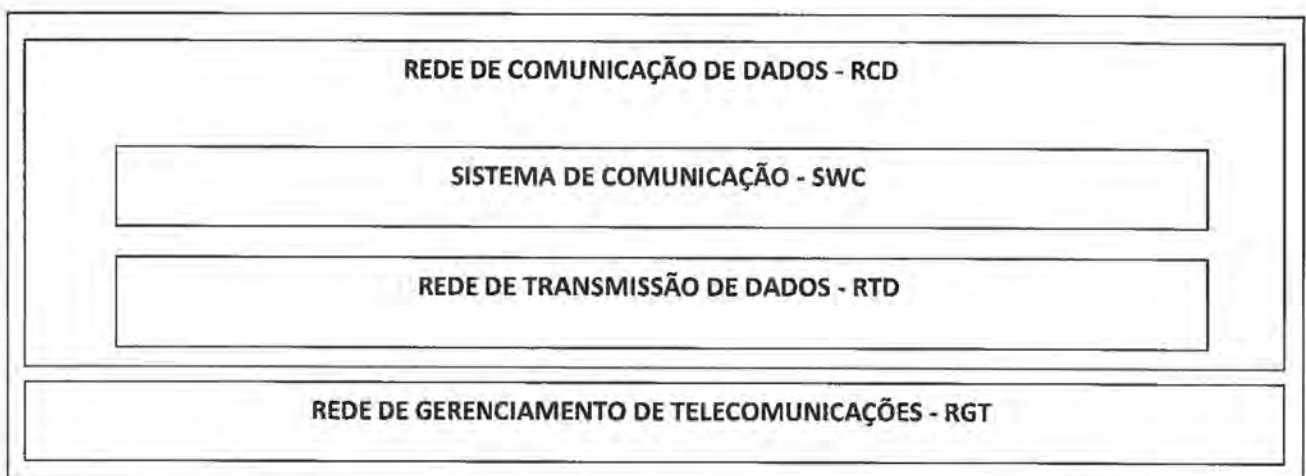 REDE DE COMUNICAÇÃO DE DADOS - RCD
SISTEMA DE COMUNICAÇÃO - SWC
REDE DE TRANSMISSÃO DE DADOS - RTD
REDE DE GERENCIAMENTO DE TELECOMUNICAÇÕES - RGT